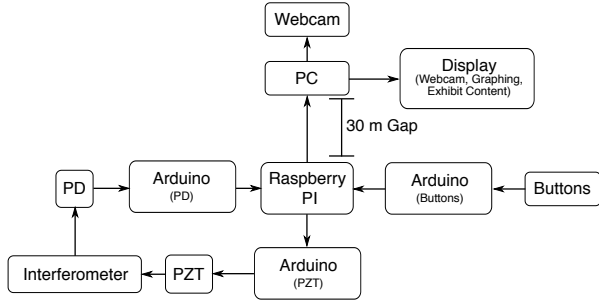 Webcam
PC
Display
(Webcam, Graphing,
Exhibit Content)
30 m Gap
PD
Arduino
(PD)
Raspberry
PI
Arduino
(Buttons)
Buttons
Interferometer
PZT
Arduino
(PZT)